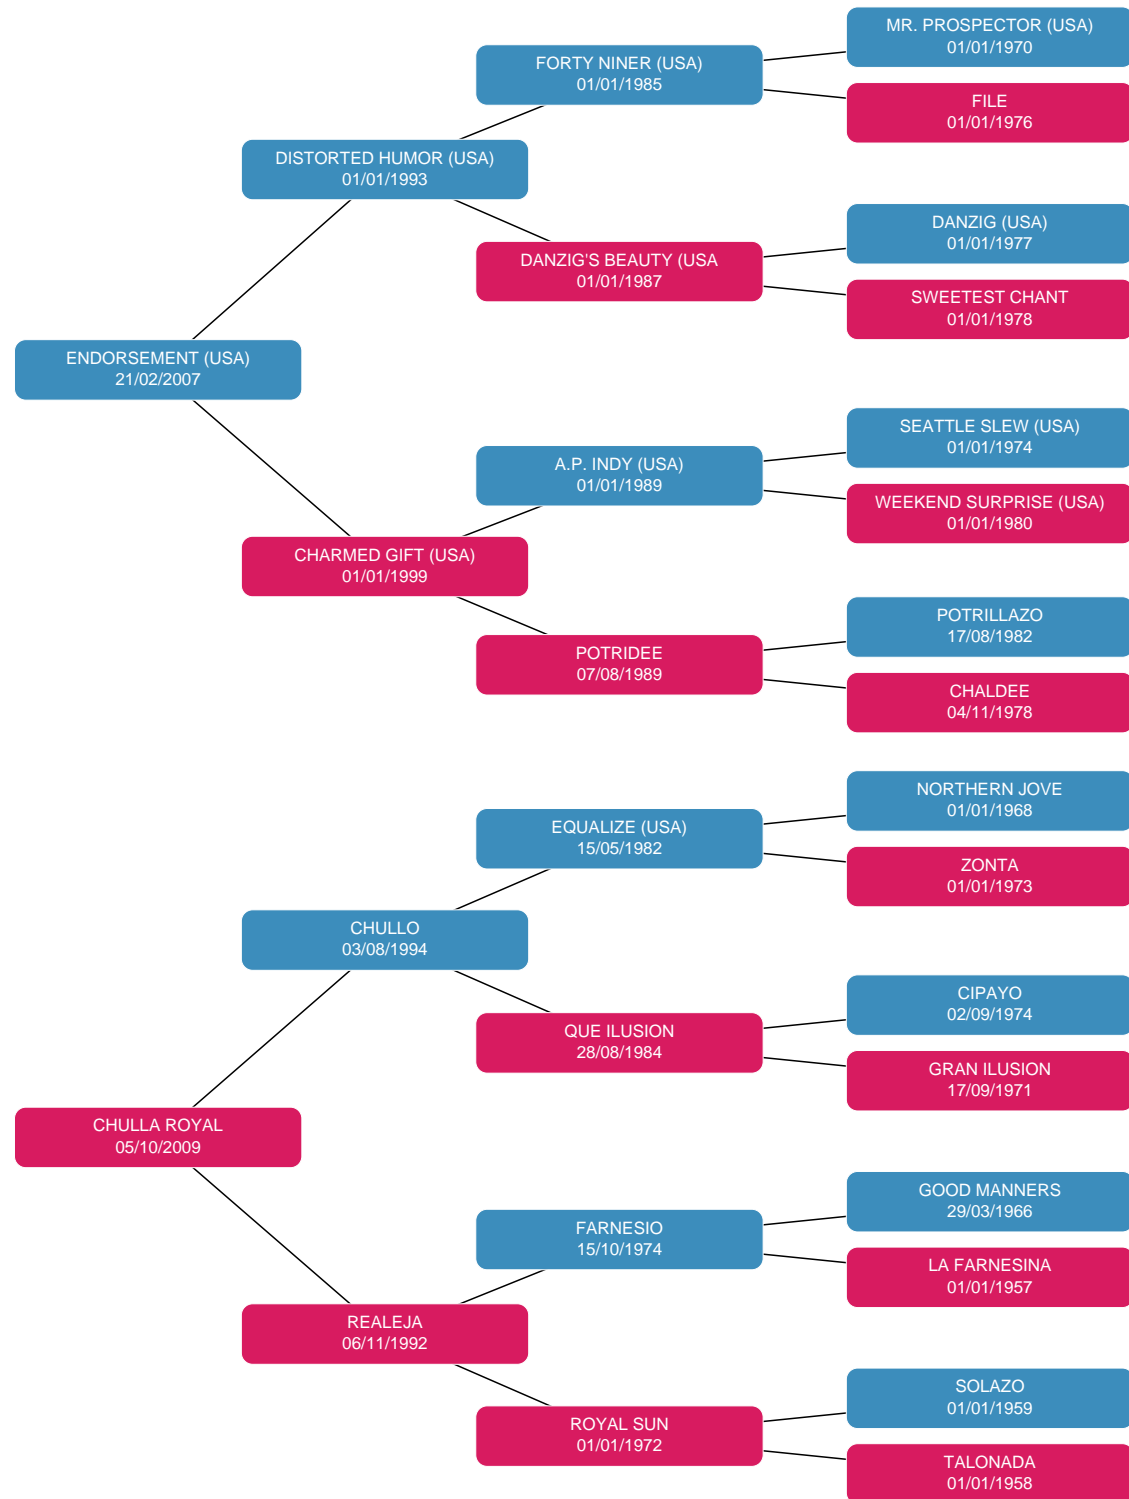 MR. PROSPECTOR (USA)
01/01/1970
FORTY NINER (USA)
01/01/1985
FILE
01/01/1976
DISTORTED HUMOR (USA)
01/01/1993
DANZIG (USA)
01/01/1977
DANZIG'S BEAUTY (USA
01/01/1987
SWEETEST CHANT
01/01/1978
ENDORSEMENT (USA)
21/02/2007
SEATTLE SLEW (USA)
01/01/1974
A.P. INDY (USA)
01/01/1989
WEEKEND SURPRISE (USA)
01/01/1980
CHARMED GIFT (USA)
01/01/1999
POTRILLAZO
17/08/1982
POTRIDEE
07/08/1989
CHALDEE
04/11/1978
NORTHERN JOVE
01/01/1968
EQUALIZE (USA)
15/05/1982
ZONTA
01/01/1973
CHULLO
03/08/1994
CIPAYO
02/09/1974
QUE ILUSION
28/08/1984
GRAN ILUSION
17/09/1971
CHULLA ROYAL
05/10/2009
GOOD MANNERS
29/03/1966
FARNESIO
15/10/1974
LA FARNESINA
01/01/1957
REALEJA
06/11/1992
SOLAZO
01/01/1959
ROYAL SUN
01/01/1972
TALONADA
01/01/1958